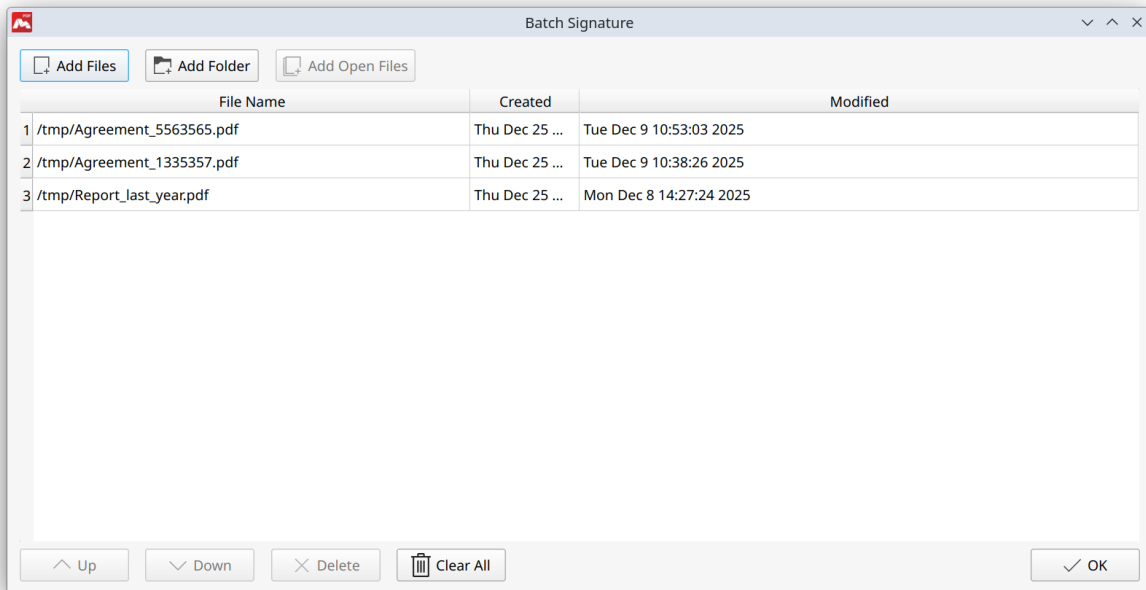 PDF
Batch Signature
Add Files Add Folder Add Open Files
File Name Created Modified
1 /tmp/Agreement_5563565.pdf Thu Dec 25 ... Tue Dec 9 10:53:03 2025
2 /tmp/Agreement_1335357.pdf Thu Dec 25 ... Tue Dec 9 10:38:26 2025
3 /tmp/Report_last_year.pdf Thu Dec 25 ... Mon Dec 8 14:27:24 2025
Up Down Delete Clear All OK